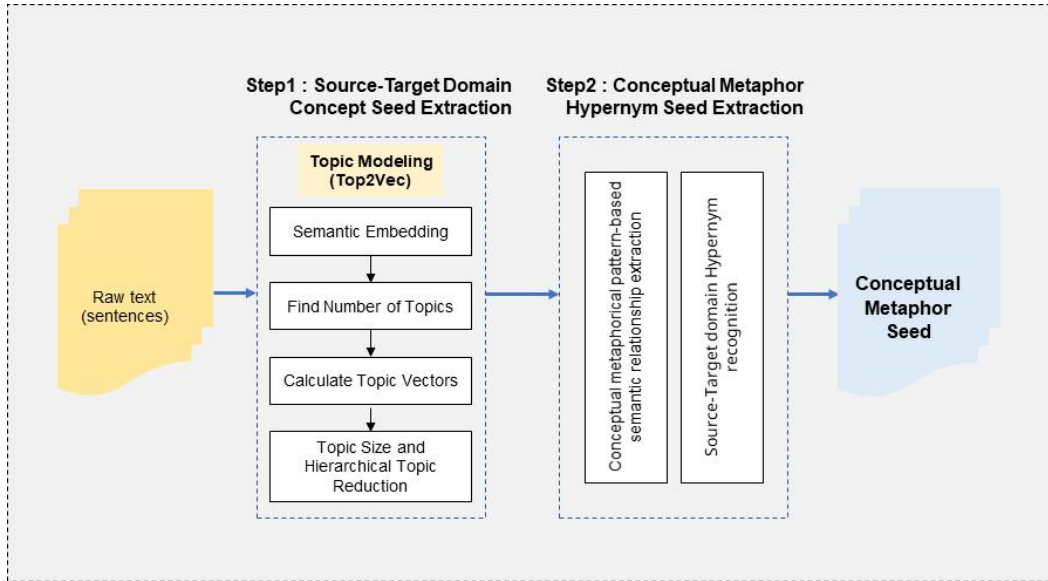 Step1 : Source-Target Domain
Concept Seed Extraction
Step2 : Conceptual Metaphor
Hypernym Seed Extraction
Raw text
(sentences)
Topic Modeling
(Top2Vec)
Semantic Embedding
Find Number of Topics
Calculate Topic Vectors
Topic Size and
Hierarchical Topic
Reduction
Conceptual metaphorical pattern-based
semantic relationship extraction
Source-Target domain Hypernym
recognition
Conceptual
Metaphor
Seed